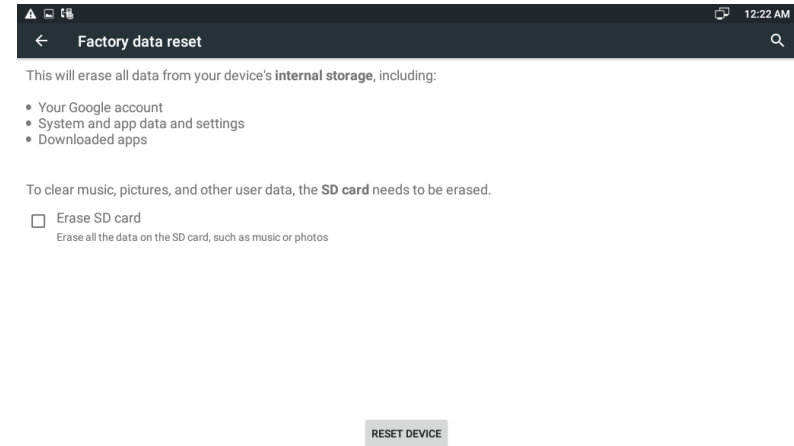 12:22 AM
Factory data reset
This will erase all data from your device's internal storage, including:
• Your Google account
• System and app data and settings
• Downloaded apps
To clear music, pictures, and other user data, the SD card needs to be erased.
Erase SD card
Erase all the data on the SD card, such as music or photos
RESET DEVICE